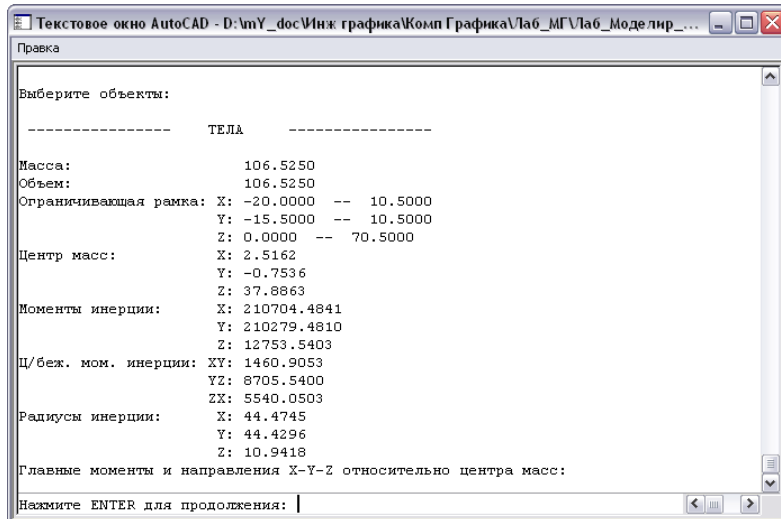 Текстовое окно AutoCAD - D:\mY_doc\Инж графика\Комп Графика\Лаб_МГ\Лаб_Моделир_...
Правка
Выберите объекты:
---------------- ТЕЛА ----------------
Масса: 106.5250
Объем: 106.5250
Ограничивающая рамка: X: -20.0000 -- 10.5000
Y: -15.5000 -- 10.5000
Z: 0.0000 -- 70.5000
Центр масс: X: 2.5162
Y: -0.7536
Z: 37.8863
Моменты инерции: X: 210704.4841
Y: 210279.4810
Z: 12753.5403
Ц/беж. мом. инерции: XY: 1460.9053
YZ: 8705.5400
ZX: 5540.0503
Радиусы инерции: X: 44.4745
Y: 44.4296
Z: 10.9418
Главные моменты и направления X-Y-Z относительно центра масс:
Нажмите ENTER для продолжения: